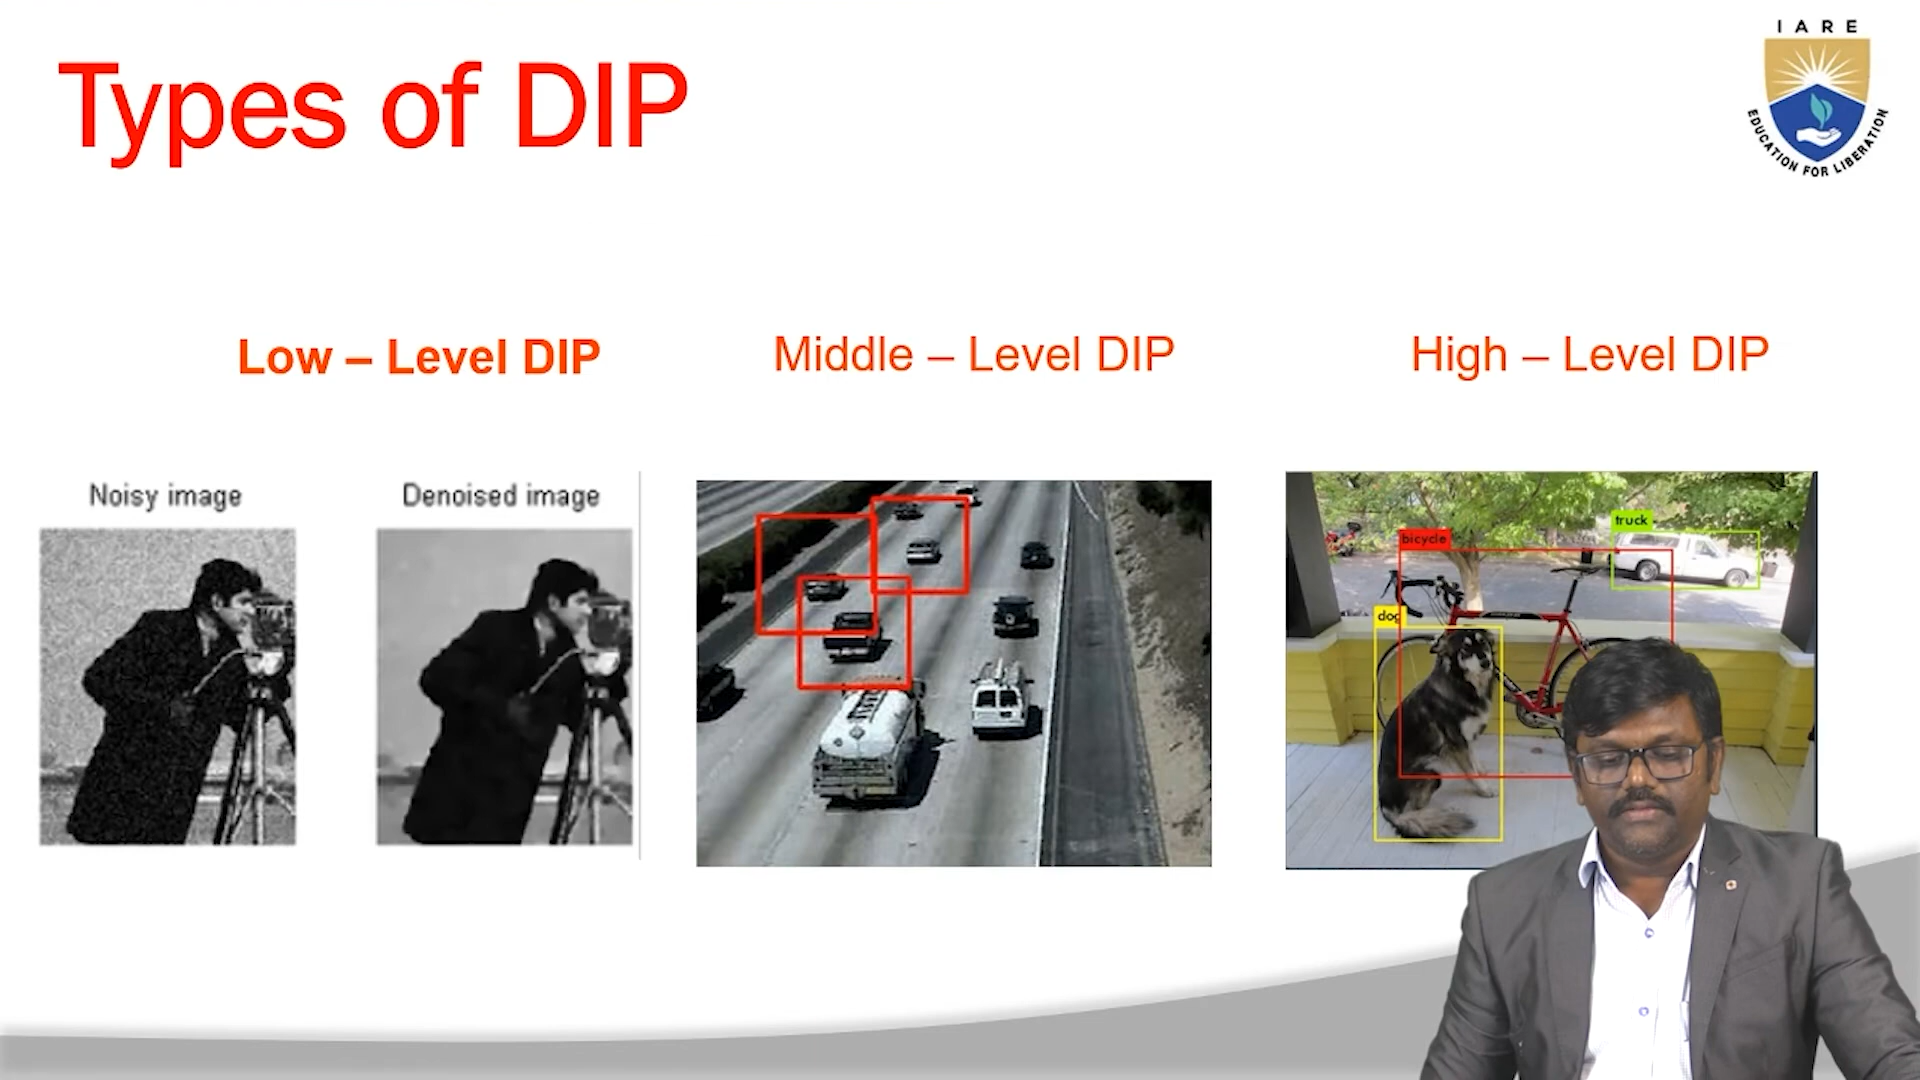 IARE
EDUCATION FOR LIBERATION
Types of DIP
Low – Level DIP
Middle – Level DIP
High – Level DIP
Noisy image
Denoised image
truck
bicycle
dog